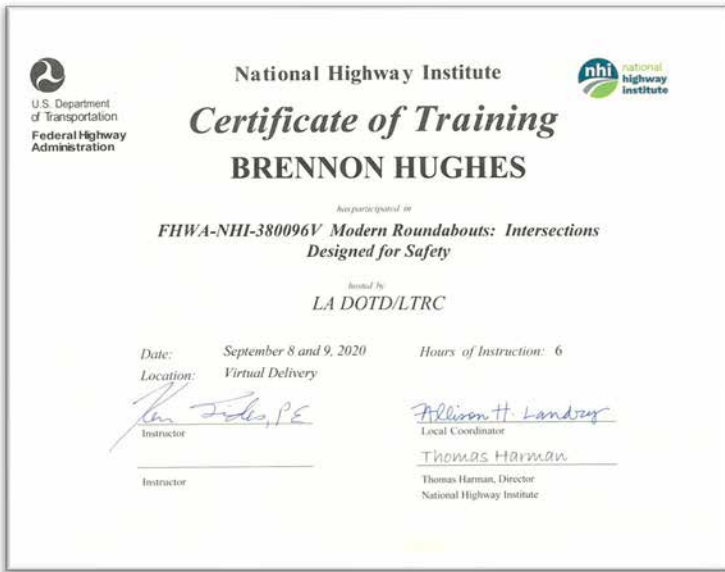 U.S. Department
of Transportation
Federal Highway
Administration
National Highway Institute
nhi national
highway
institute
Certificate of Training
BRENNON HUGHES
has participated in
FHWA-NHI-380096V Modern Roundabouts: Intersections
Designed for Safety
hosted by
LA DOTD/LTRC
Date: September 8 and 9, 2020
Hours of Instruction: 6
Location: Virtual Delivery
Ken Sides, PE
Instructor
Allison H. Landry
Local Coordinator
Thomas Harman
Instructor
Thomas Harman, Director
National Highway Institute